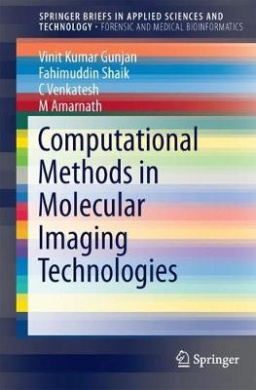 SPRINGER BRIEFS IN APPLIED SCIENCES AND
TECHNOLOGY · FORENSIC AND MEDICAL BIOINFORMATICS
Vinit Kumar Gunjan
Fahimuddin Shaik
C Venkatesh
M Amarnath
Computational
Methods in
Molecular
Imaging
Technologies
Springer